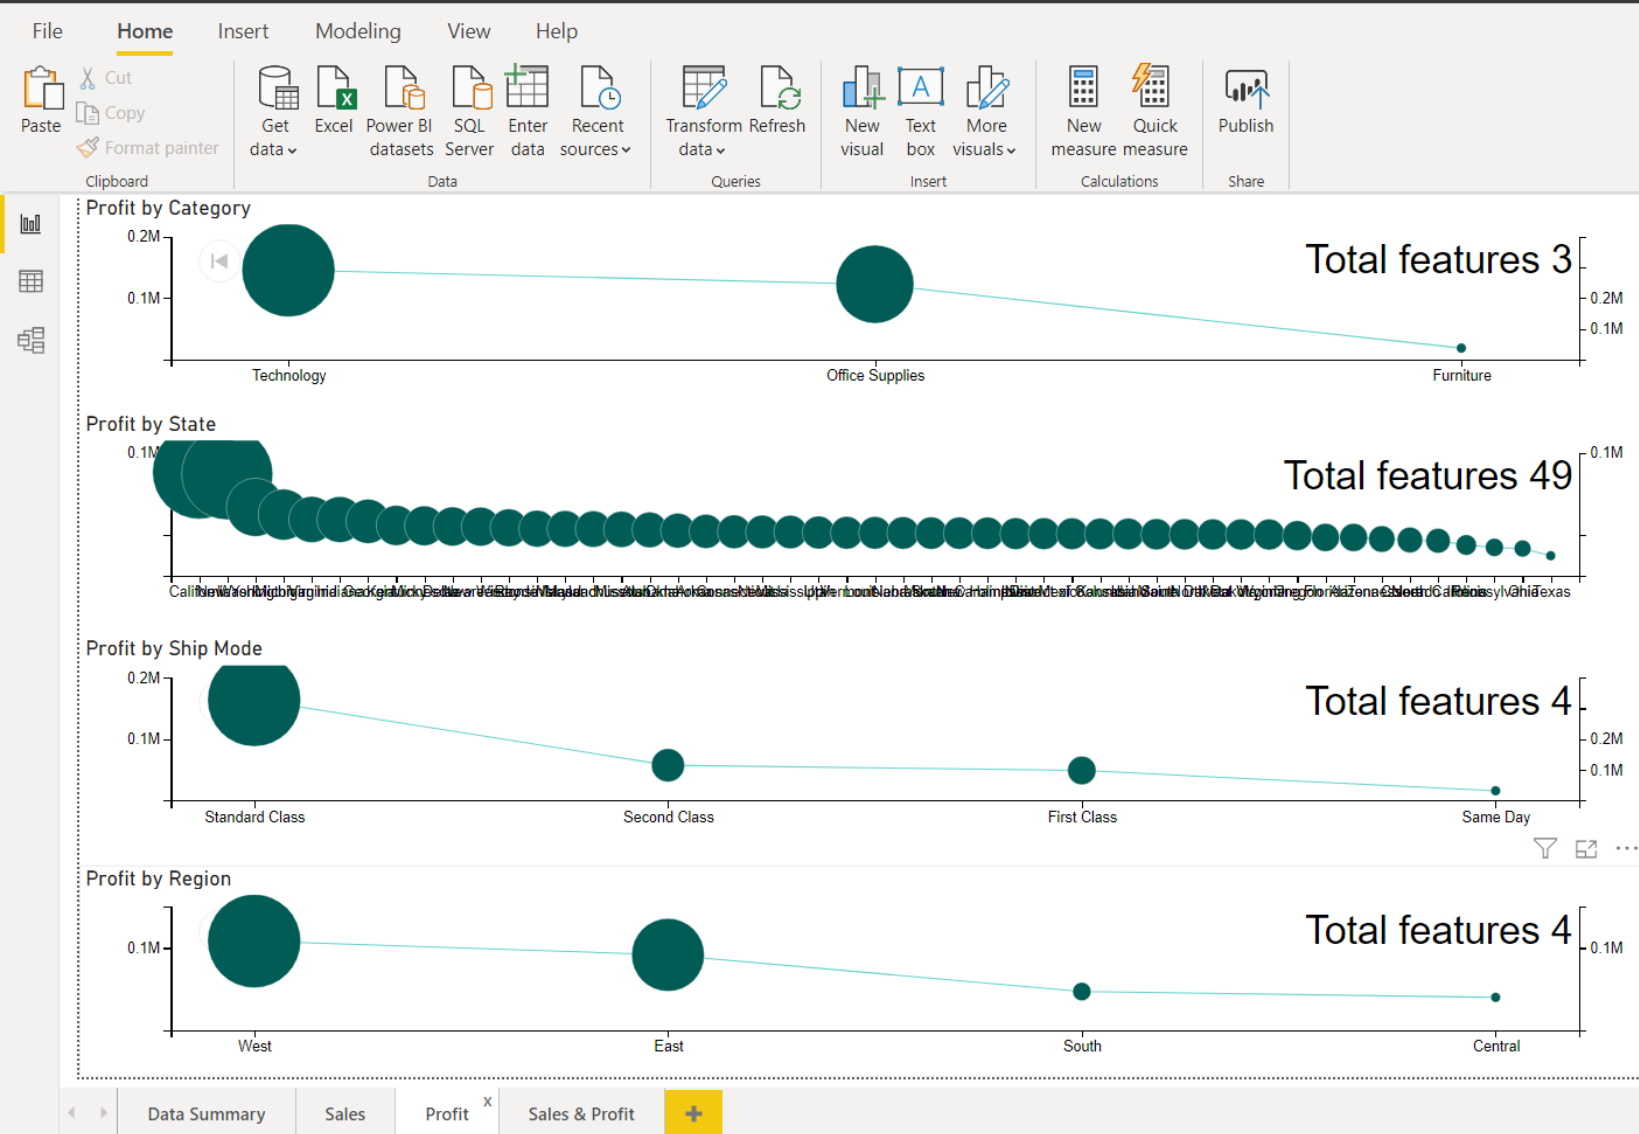 File Home Insert Modeling View Help
Paste
Cut
Copy
Format painter
Clipboard
Get data
Excel
Power BI datasets
SQL Server
Enter data
Recent sources
Data
Transform data
Refresh
Queries
New visual
Text box
More visuals
Insert
New measure
Quick measure
Calculations
Publish
Share
Profit by Category
Total features 3
0.2M
0.1M
0.2M
0.1M
Technology Office Supplies Furniture
Profit by State
Total features 49
0.1M
0.1M
Texas
Profit by Ship Mode
Total features 4
0.2M
0.1M
0.2M
0.1M
Standard Class Second Class First Class Same Day
Profit by Region
Total features 4
0.1M
0.1M
West East South Central
Data Summary Sales Profit x Sales & Profit +